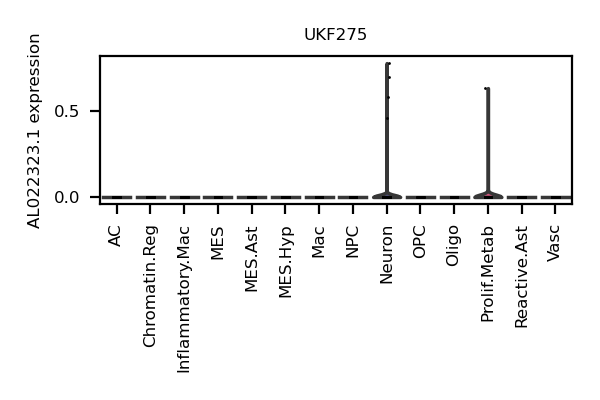 UKF275
AL022323.1 expression
0.5
0.0
AC
Chromatin.Reg
Inflammatory.Mac
MES
MES.Ast
MES.Hyp
Mac
NPC
Neuron
OPC
Oligo
Prolif.Metab
Reactive.Ast
Vasc